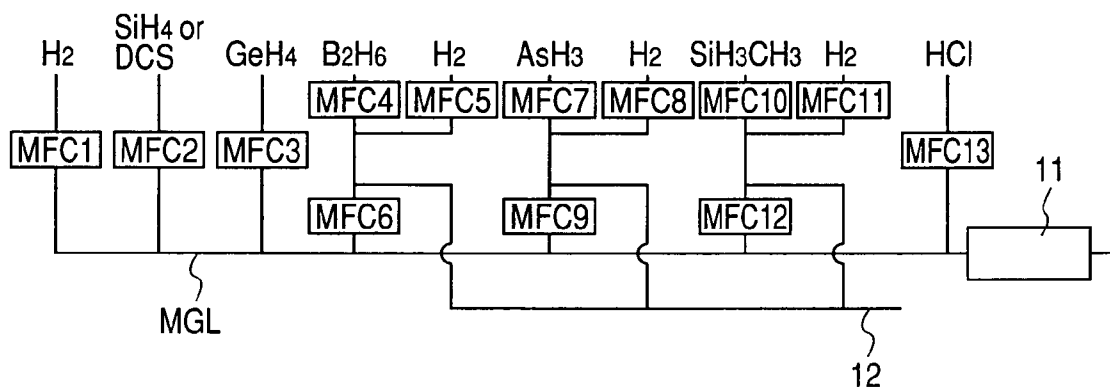 SiH4 or
H2 DCS GeH4 B2H6 H2 AsH3 H2 SiH3CH3 H2 HCl
MFC4 MFC5 MFC7 MFC8 MFC10 MFC11
MFC1 MFC2 MFC3 MFC13
11
MFC6 MFC9 MFC12
MGL
12